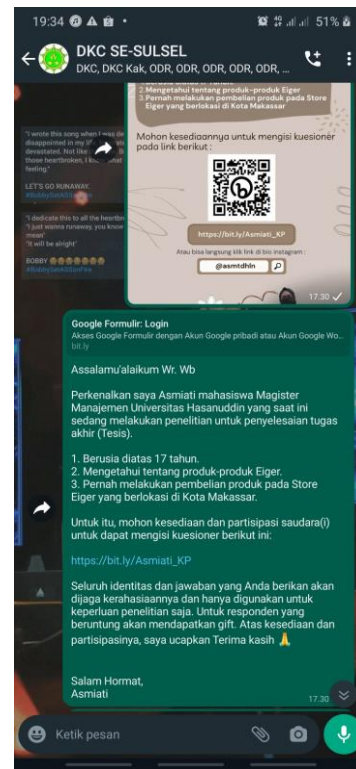 19:34
51%
DKC SE-SULSEL
DKC, DKC Kak, ODR, ODR, ODR, ODR, ...
2.Mengetahui tentang produk-produk Eiger
3.Pernah melakukan pembelian produk pada Store
Eiger yang berlokasi di Kota Makassar
Mohon kesediaannya untuk mengisi kuesioner
pada link berikut :
https://bit.ly/Asmiati_KP
Atau bisa langsung klik link di bio instagram :
@asmtdhln
17.30
"I wrote this song when I was de
disappointed in my life
devastated. Not like
those heartbroken, I kn what
feeling."
LET'S GO RUNAWAY.
"I dedicate this to all the heartbr
"I just wanna runaway, you know
mean"
"It will be alright"
BOBBY
Google Formulir: Login
Akses Google Formulir dengan Akun Google pribadi atau Akun Google Wo...
bit.ly
Assalamu'alaikum Wr. Wb
Perkenalkan saya Asmiati mahasiswa Magister
Manajemen Universitas Hasanuddin yang saat ini
sedang melakukan penelitian untuk penyelesaian tugas
akhir (Tesis).
1. Berusia diatas 17 tahun.
2. Mengetahui tentang produk-produk Eiger.
3. Pernah melakukan pembelian produk pada Store
Eiger yang berlokasi di Kota Makassar.
Untuk itu, mohon kesediaan dan partisipasi saudara(i)
untuk dapat mengisi kuesioner berikut ini:
https://bit.ly/Asmiati_KP
Seluruh identitas dan jawaban yang Anda berikan akan
dijaga kerahasiaannya dan hanya digunakan untuk
keperluan penelitian saja. Untuk responden yang
beruntung akan mendapatkan gift. Atas kesediaan dan
partisipasinya, saya ucapkan Terima kasih 🙏
Salam Hormat,
Asmiati
17.30
Ketik pesan